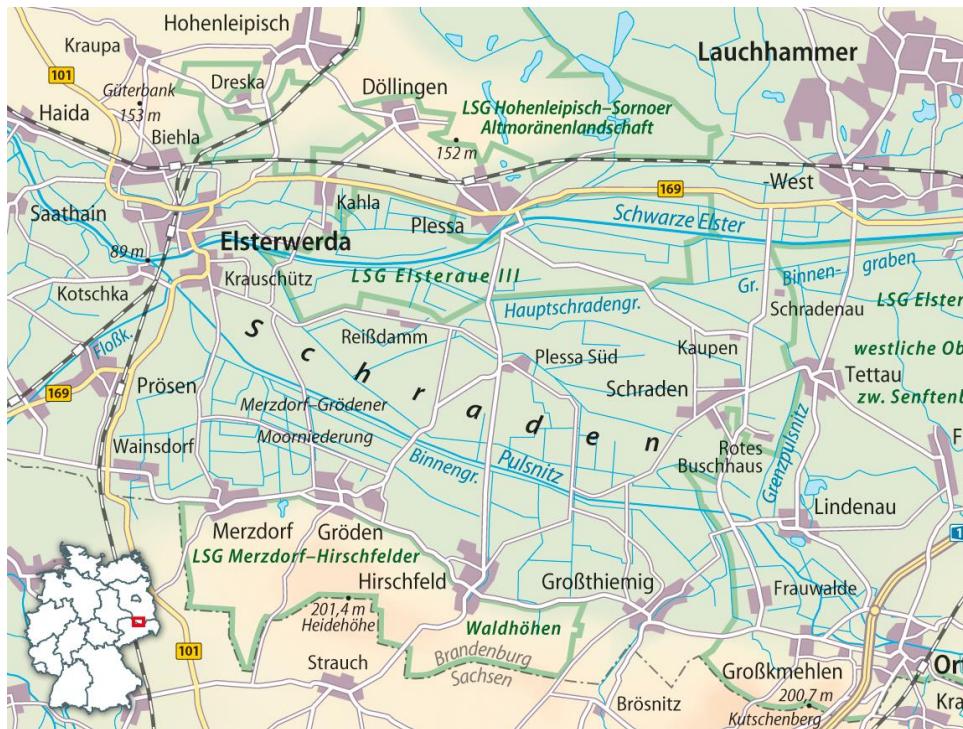 Hohenleipisch
Kraupa
Lauchhammer
101
Güterbank
153 m
Dreska
Döllingen
Haida
LSG Hohenleipisch–Sornoer
Altmoränenlandschaft
Biehla
152 m
-West
169
Saathain
Kahla
Plessa
Schwarze Elster
Elsterwerda
89 m
Krauschütz
LSG Elsteraue III
Gr. Binnen-
graben
Kotschka
Hauptschradengr.
Schradenau
LSG Elster
Floßk.
Schraden
Reißdamm
Kaupen
westliche Ob
Plessa Süd
Tettau
169
Prösen
Schraden
zw. Senftenb
Merzdorf–Grödener
Moorniederung
Wainsdorf
Binnengr.
Pulsnitz
Rotes
Buschhaus
Grenzpulsnitz
F
Merzdorf
Gröden
Lindenau
LSG Merzdorf–Hirschfelder
1
Hirschfeld
Großthiemig
Frauwalde
201,4 m
Heidehöhe
Waldhöhen
101
Strauch
Brandenburg
Sachsen
Großkmehlen
Ort
200,7 m
Kutschenberg
Brösnitz
Kra